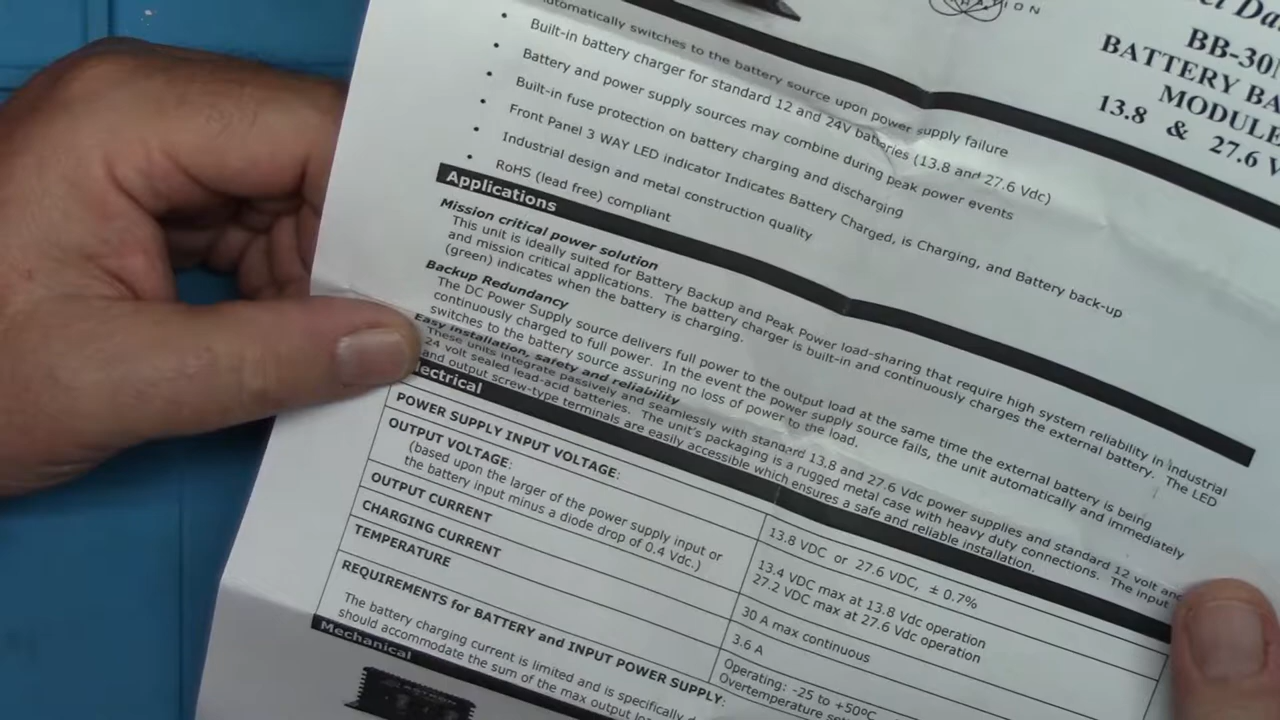 BB-30
BATTERY BA
MODULE
13.8 & 27.6 V
automatically switches to the battery source upon power supply failure
• Built-in battery charger for standard 12 and 24V batteries (13.8 and 27.6 Vdc)
• Battery and power supply sources may combine during peak power events
• Built-in fuse protection on battery charging and discharging
• Front Panel 3 WAY LED indicator Indicates Battery Charged, is Charging, and Battery back-up
• Industrial design and metal construction quality
• RoHS (lead free) compliant
Applications
Mission critical power solution
This unit is ideally suited for Battery Backup and Peak Power load-sharing that require high system reliability in industrial
and mission critical applications. The battery charger is built-in and continuously charges the external battery. The LED
(green) indicates when the battery is charging.
Backup Redundancy
The DC Power Supply source delivers full power to the output load at the same time the external battery is being
continuously charged to full power. In the event the power supply source fails, the unit automatically and immediately
switches to the battery source assuring no loss of power to the load.
Easy installation, safety and reliability
These units integrate passively and seamlessly with standard 13.8 and 27.6 Vdc power supplies and standard 12 volt and
24 volt sealed lead-acid batteries. The unit's packaging is a rugged metal case with heavy duty connections. The input
and output screw-type terminals are easily accessible which ensures a safe and reliable installation.
lectrical
POWER SUPPLY INPUT VOLTAGE:
13.8 VDC or 27.6 VDC, ± 0.7%
OUTPUT VOLTAGE:
(based upon the larger of the power supply input or
the battery input minus a diode drop of 0.4 Vdc.)
13.4 VDC max at 13.8 Vdc operation
27.2 VDC max at 27.6 Vdc operation
OUTPUT CURRENT
30 A max continuous
CHARGING CURRENT
3.6 A
TEMPERATURE
Operating: -25 to +50ºC
Overtemperature
REQUIREMENTS for BATTERY and INPUT POWER SUPPLY:
The battery charging current is limited and is specifically
should accommodate the sum of the max output
Mechanical